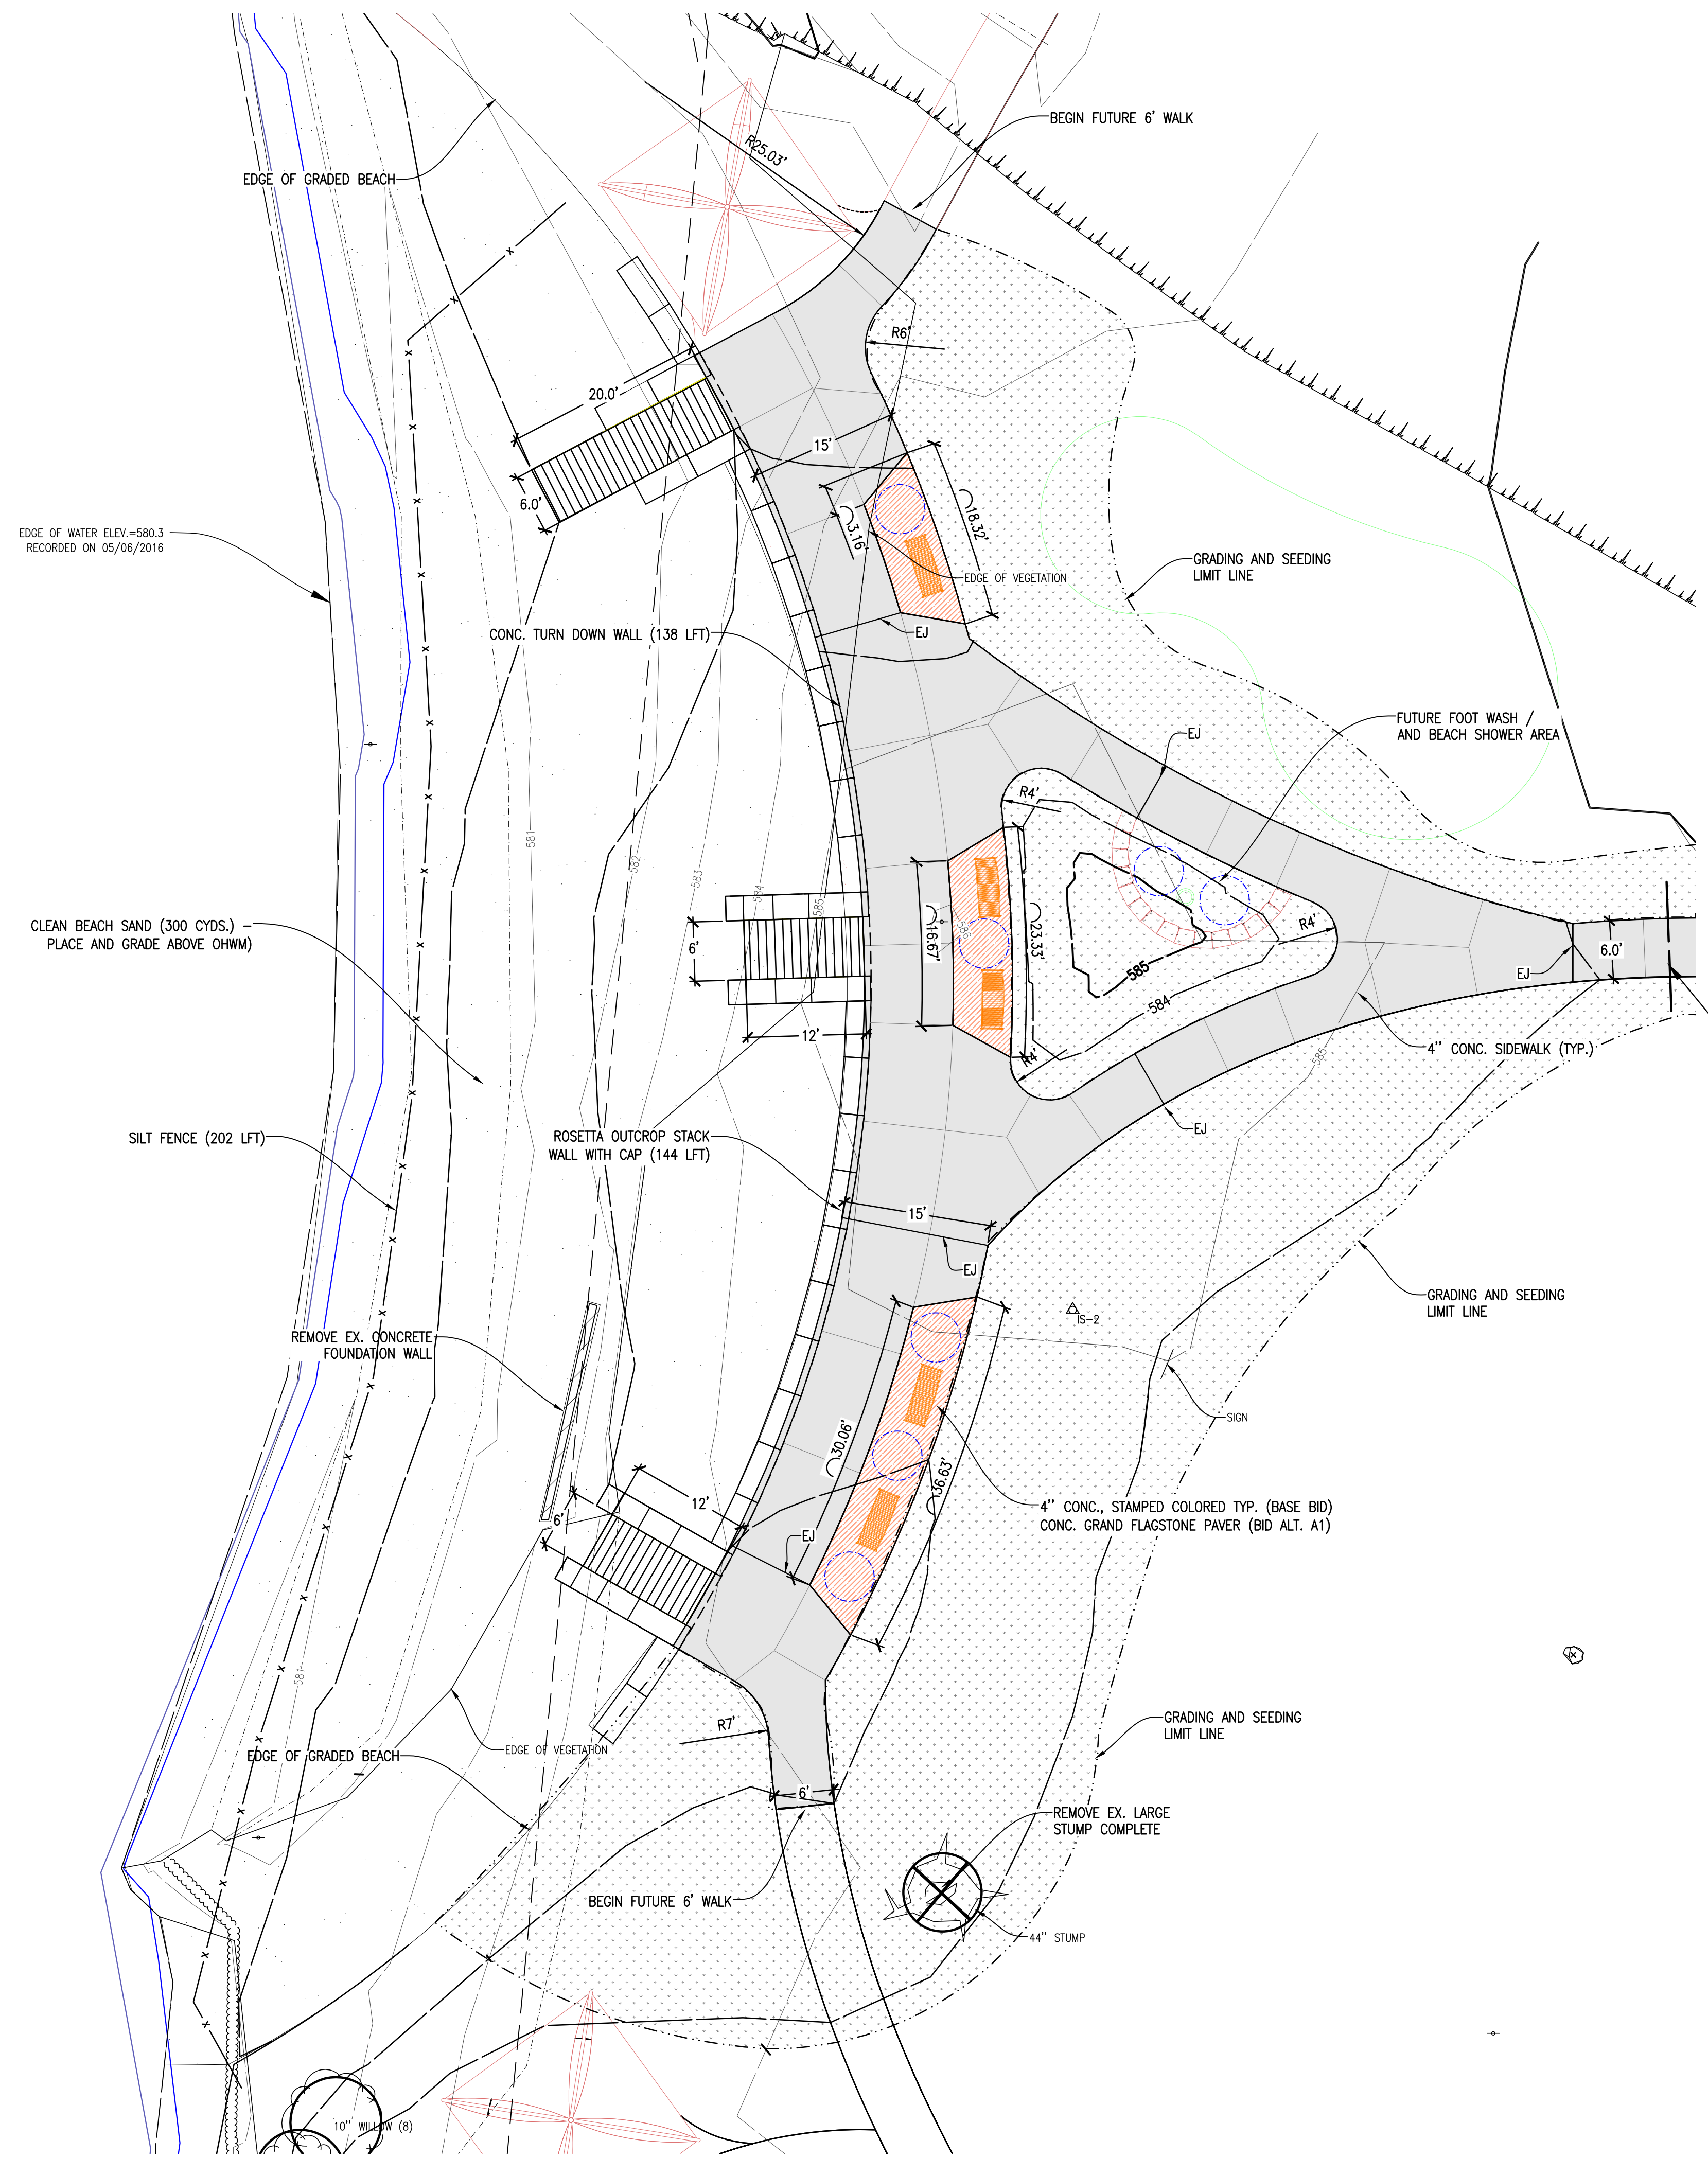 BEGIN FUTURE 6' WALK
R25.03'
EDGE OF GRADED BEACH
R6'
20.0'
15'
6.0'
18.32'
3.16'
EDGE OF WATER ELEV.=580.3
RECORDED ON 05/06/2016
GRADING AND SEEDING
LIMIT LINE
EDGE OF VEGETATION
CONC. TURN DOWN WALL (138 LFT)
EJ
FUTURE FOOT WASH /
AND BEACH SHOWER AREA
EJ
R4'
581
582
583
584
585
586
CLEAN BEACH SAND (300 CYDS.) -
PLACE AND GRADE ABOVE OHWM)
6'
16.67'
23.33'
R4'
6.0'
EJ
585
584
12'
R4'
585
4" CONC. SIDEWALK (TYP.)
SILT FENCE (202 LFT)
ROSETTA OUTCROP STACK
WALL WITH CAP (144 LFT)
EJ
15'
EJ
GRADING AND SEEDING
LIMIT LINE
IS-2
REMOVE EX. CONCRETE
FOUNDATION WALL
SIGN
30.06'
36.63'
12'
6'
EJ
4" CONC., STAMPED COLORED TYP. (BASE BID)
CONC. GRAND FLAGSTONE PAVER (BID ALT. A1)
581
R7'
GRADING AND SEEDING
LIMIT LINE
EDGE OF GRADED BEACH
EDGE OF VEGETATION
6'
REMOVE EX. LARGE
STUMP COMPLETE
BEGIN FUTURE 6' WALK
44" STUMP
10" WILLOW (8)